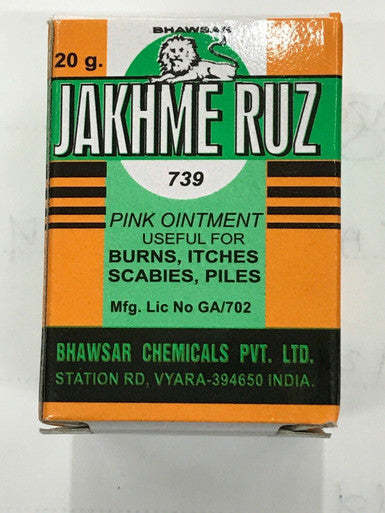 BHAWSAR
20 g.
JAKHME RUZ
739
PINK OINTMENT
USEFUL FOR
BURNS, ITCHES
SCABIES, PILES
Mfg. Lic No GA/702
BHAWSAR CHEMICALS PVT. LTD.
STATION RD, VYARA-394650 INDIA.